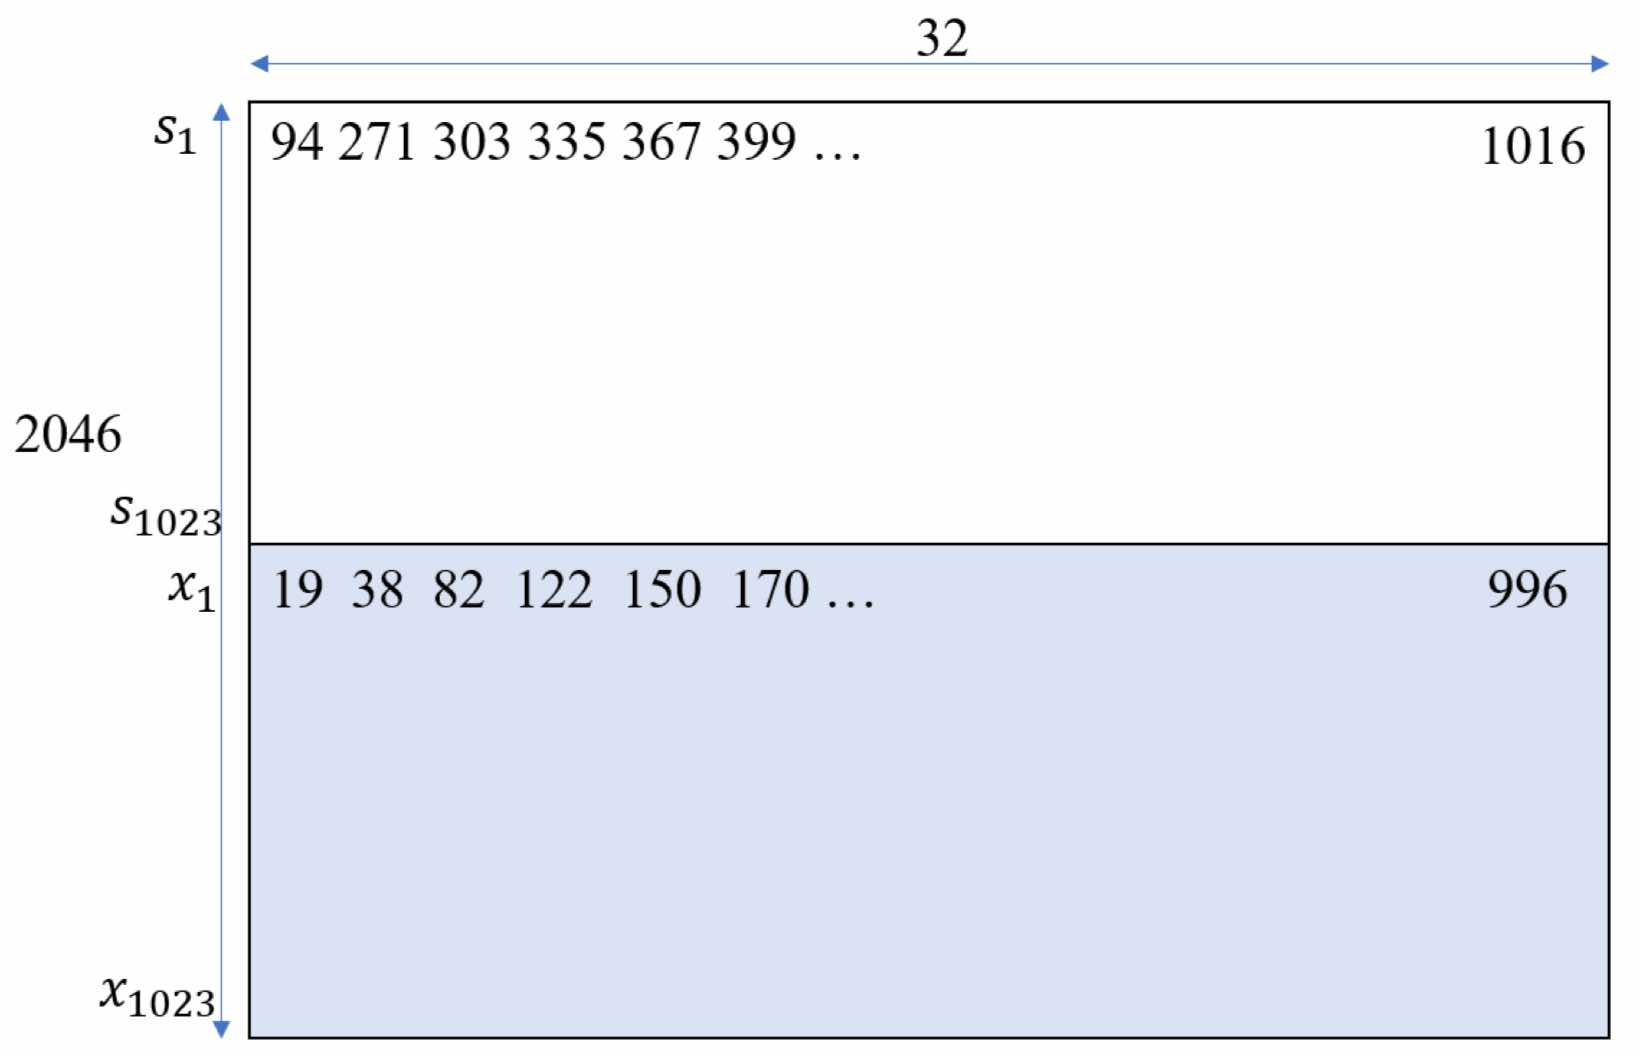 32
s₁ 94 271 303 335 367 399 … 1016
2046
s₁₀₂₃
x₁ 19 38 82 122 150 170 … 996
x₁₀₂₃